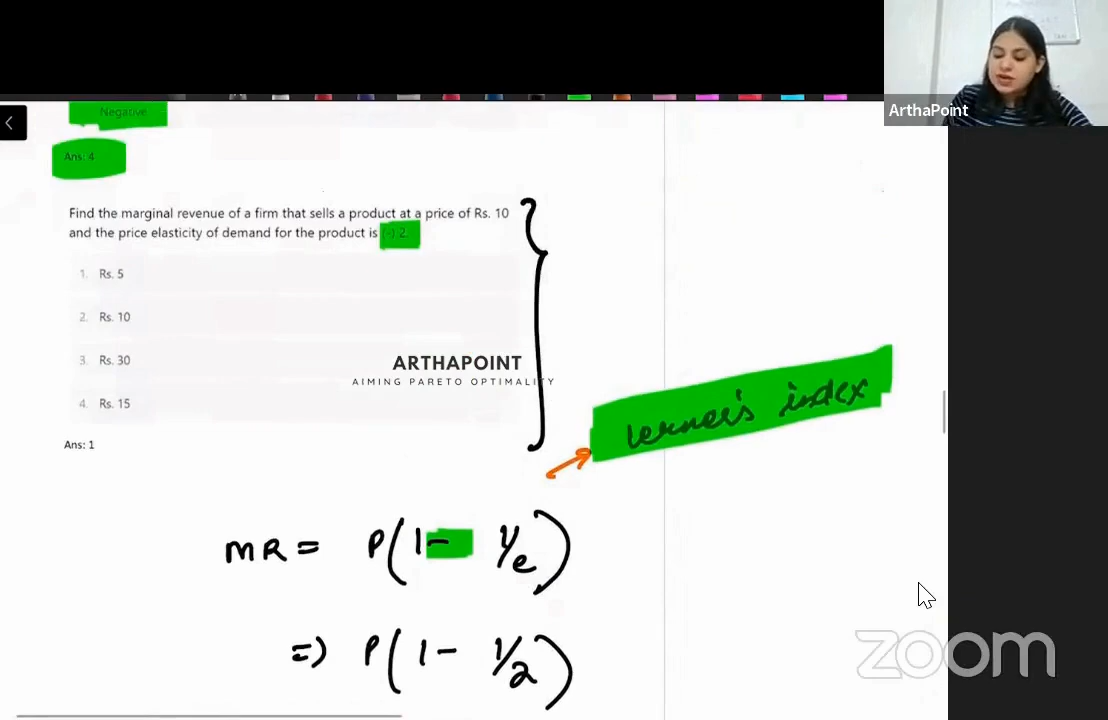 ArthaPoint
Negative
Ans: 4
Find the marginal revenue of a firm that sells a product at a price of Rs. 10
and the price elasticity of demand for the product is (-) 2.
1. Rs. 5
2. Rs. 10
3. Rs. 30
4. Rs. 15
ARTHAPOINT
AIMING PARETO OPTIMALITY
Lerner's index
Ans: 1
MR = P(1 - 1/e)
=) P(1 - 1/2)
zoom